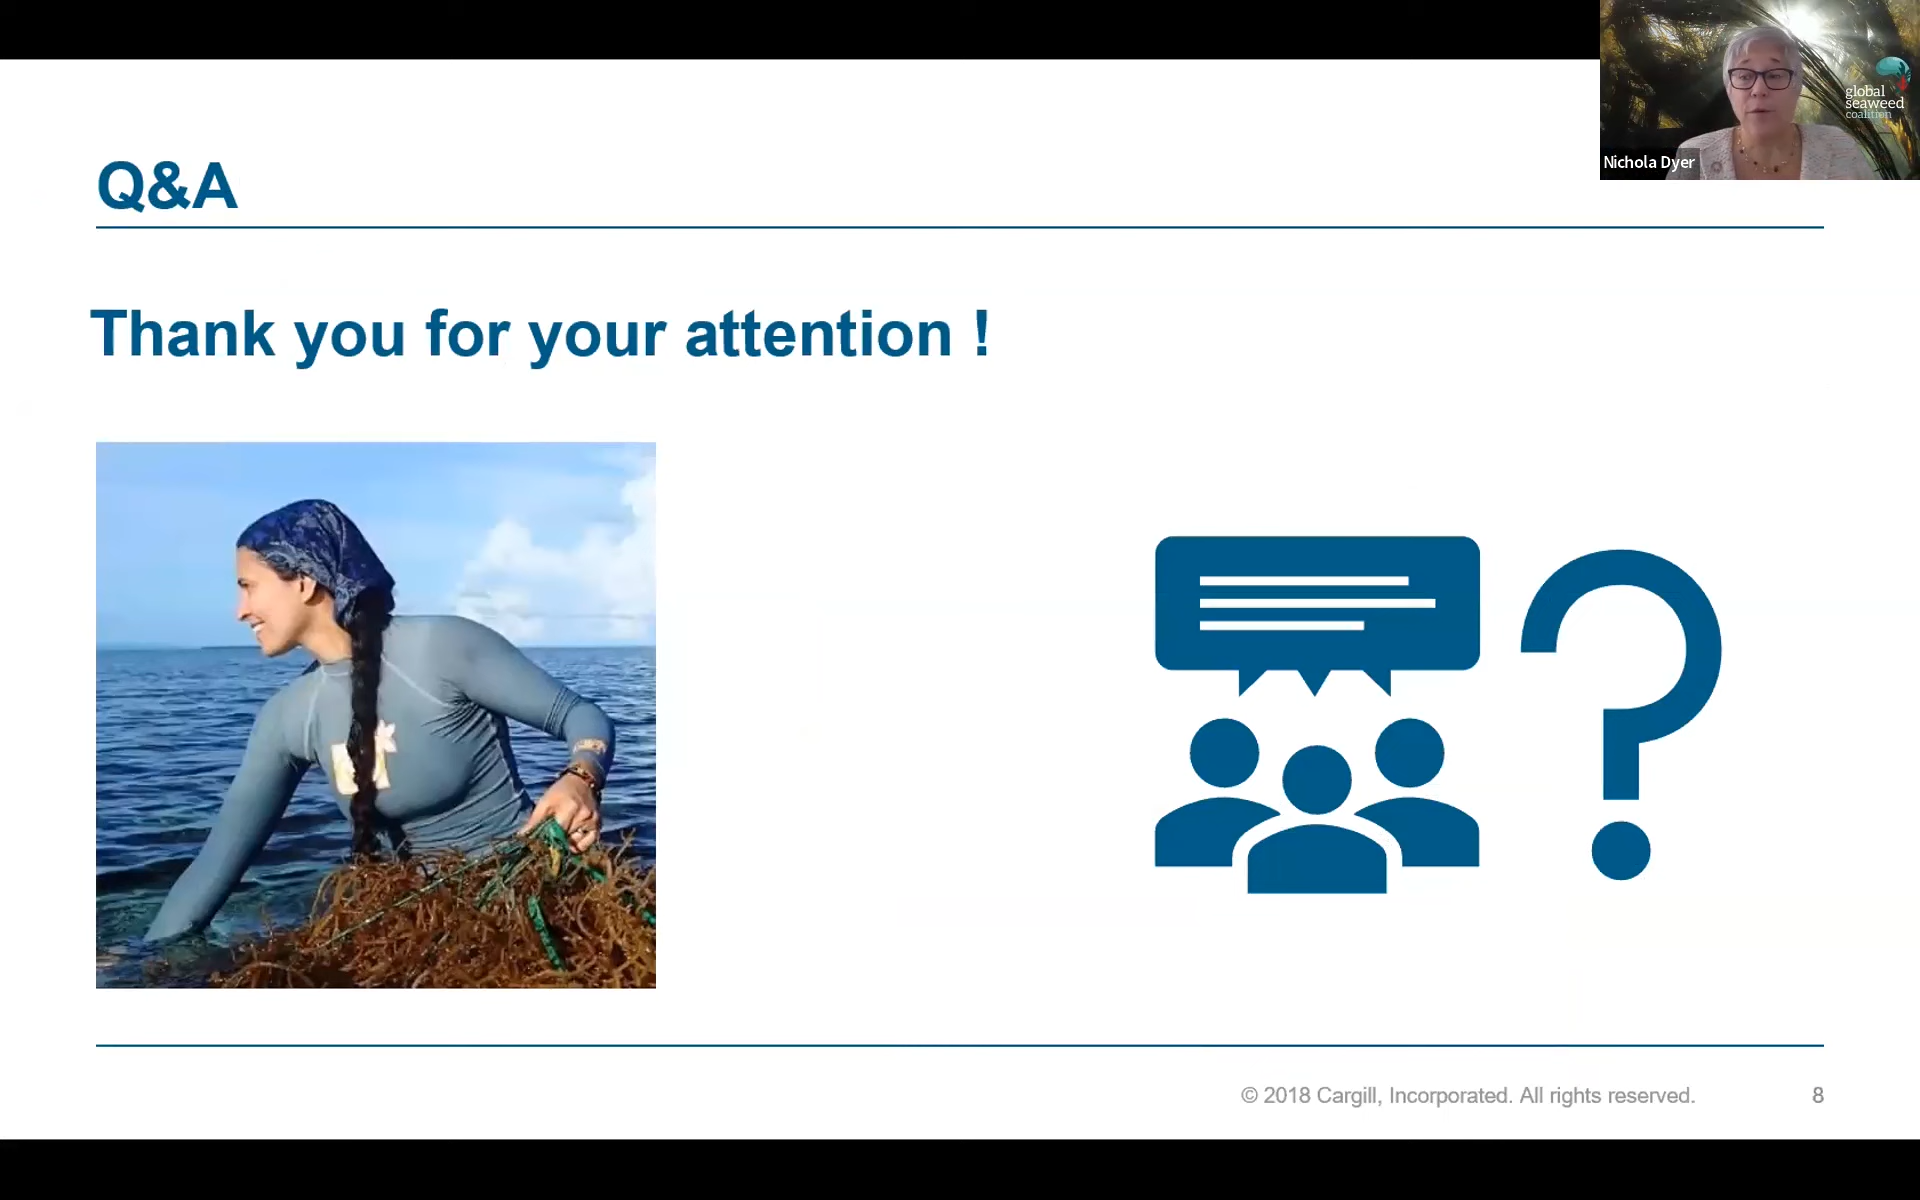 global
seaweed
coalition
Nichola Dyer
Q&A
Thank you for your attention !
© 2018 Cargill, Incorporated. All rights reserved.
8